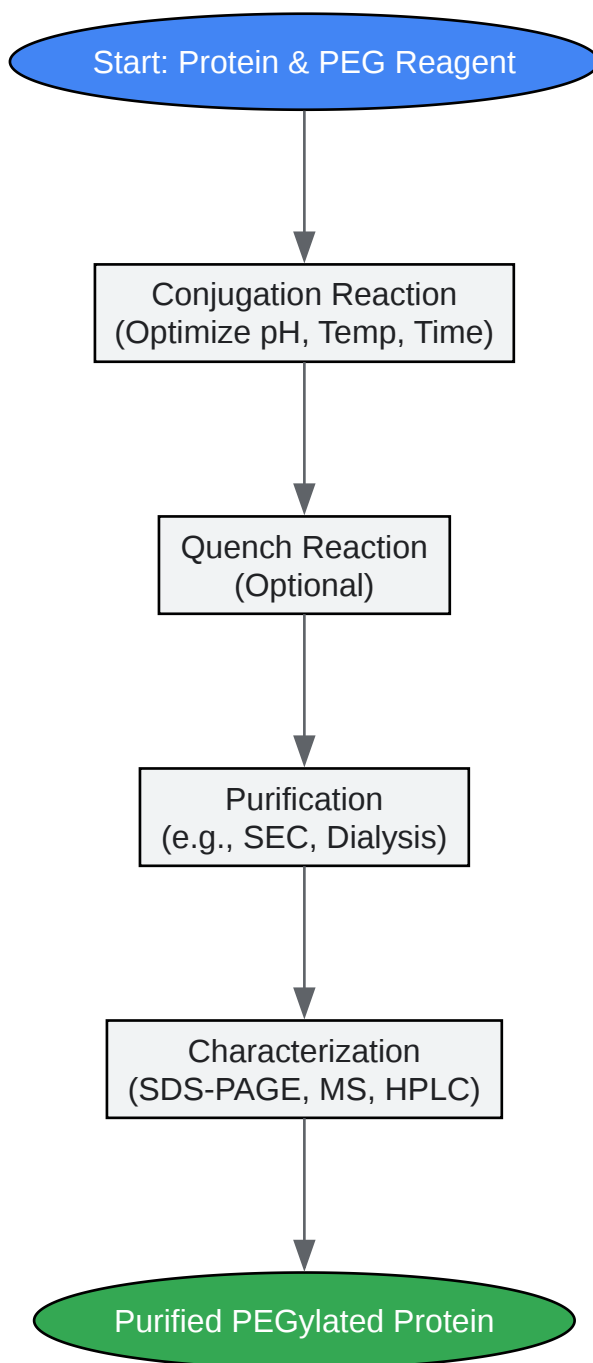 Start: Protein & PEG Reagent
Conjugation Reaction
(Optimize pH, Temp, Time)
Quench Reaction
(Optional)
Purification
(e.g., SEC, Dialysis)
Characterization
(SDS-PAGE, MS, HPLC)
Purified PEGylated Protein